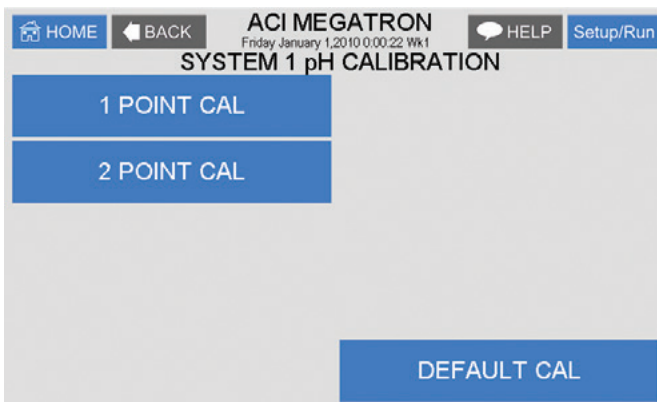 HOME BACK ACI MEGATRON HELP Setup/Run
Friday January 1,2010 0:00:22 Wk1
SYSTEM 1 pH CALIBRATION
1 POINT CAL
2 POINT CAL
DEFAULT CAL